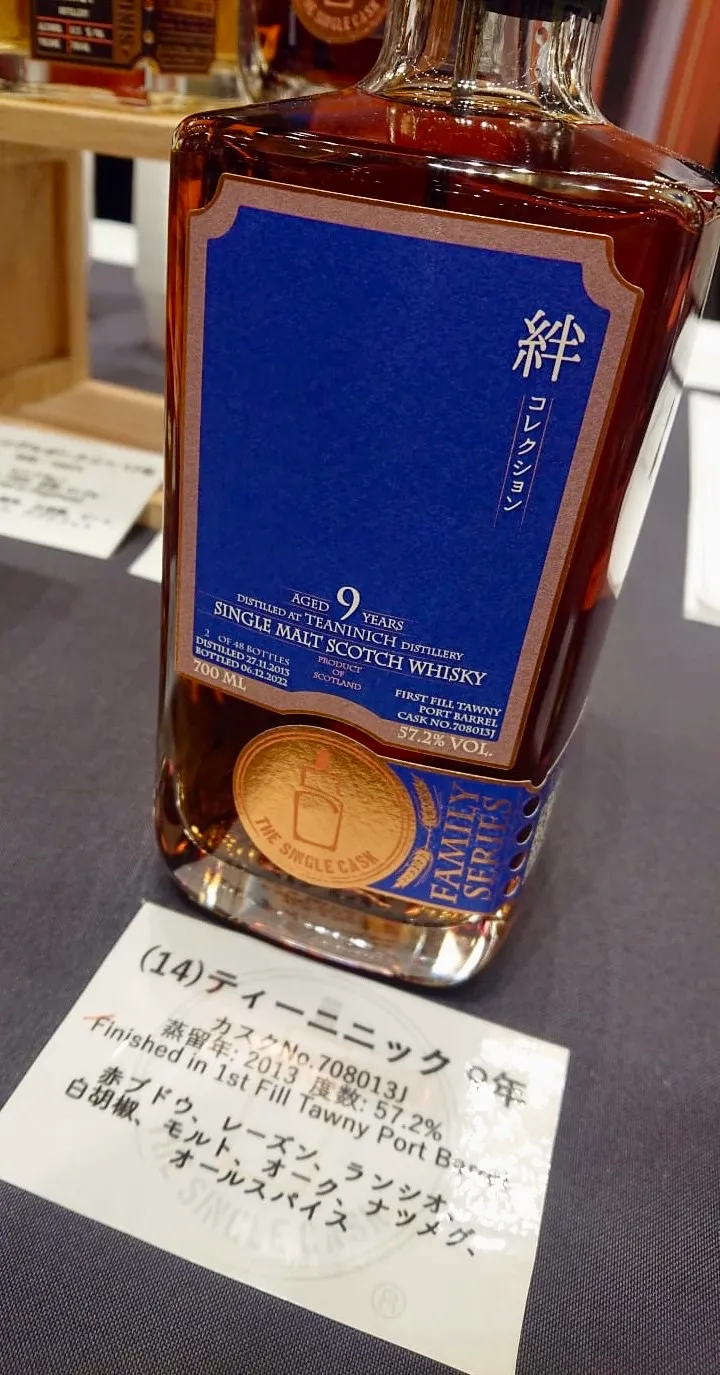 絆
コレクション
AGED 9 YEARS
DISTILLED AT TEANINICH DISTILLERY
SINGLE MALT SCOTCH WHISKY
2 OF 48 BOTTLES
DISTILLED 27.11.2013
BOTTLED 06.12.2022
700 ML
PRODUCT
OF
SCOTLAND
FIRST FILL TAWNY
PORT BARREL
CASK NO.708013J
57.2% VOL.
THE SINGLE CASK
FAMILY
SERIES
(14)ティーニニック 9年
カスクNo.708013J
蒸留年: 2013 度数: 57.2%
Finished in 1st Fill Tawny Port
赤ブドウ、レーズン、ランシオ、
白胡椒、モルト、オーク、ナツメグ、
オールスパイス
THE SINGLE CASK
®